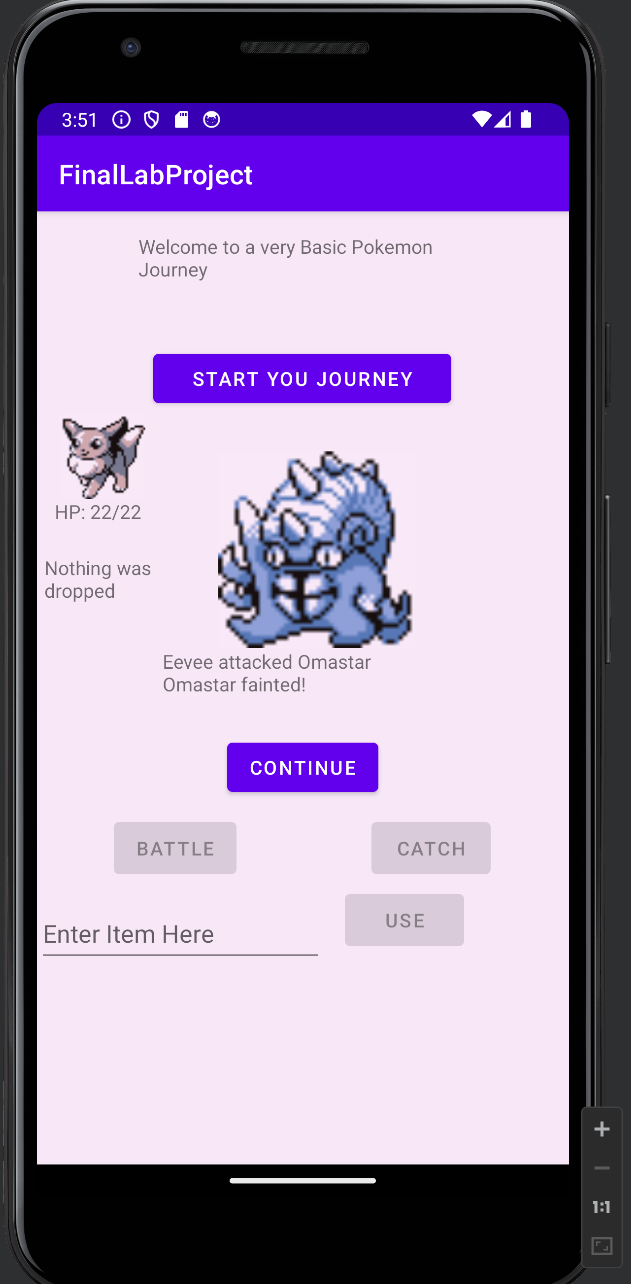 3:51
FinalLabProject
Welcome to a very Basic Pokemon
Journey
START YOU JOURNEY
HP: 22/22
Nothing was
dropped
Eevee attacked Omastar
Omastar fainted!
CONTINUE
BATTLE
CATCH
USE
Enter Item Here
1:1